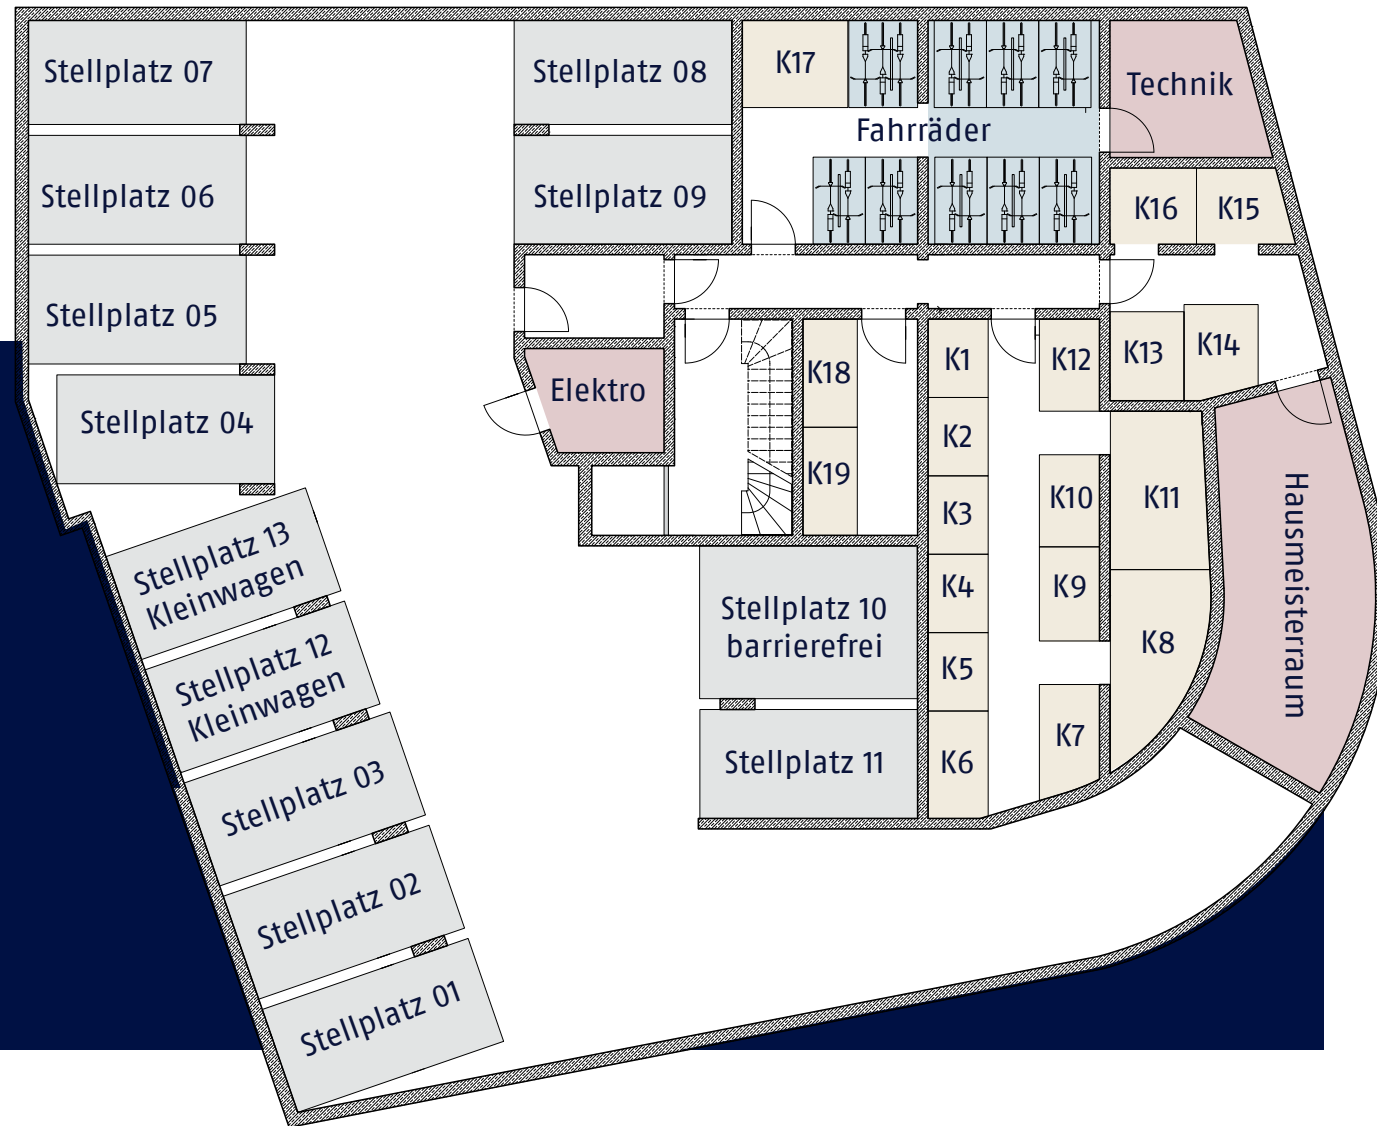 Stellplatz 07
Stellplatz 08
K17
Technik
Fahrräder
Stellplatz 06
Stellplatz 09
K16
K15
Stellplatz 05
K18
K1
K12
K13
K14
Elektro
Stellplatz 04
K2
K19
K3
K10
K11
Hausmeisterraum
Stellplatz 13
Kleinwagen
Stellplatz 10
barrierefrei
K4
K9
K8
Stellplatz 12
Kleinwagen
K5
Stellplatz 03
Stellplatz 11
K6
K7
Stellplatz 02
Stellplatz 01